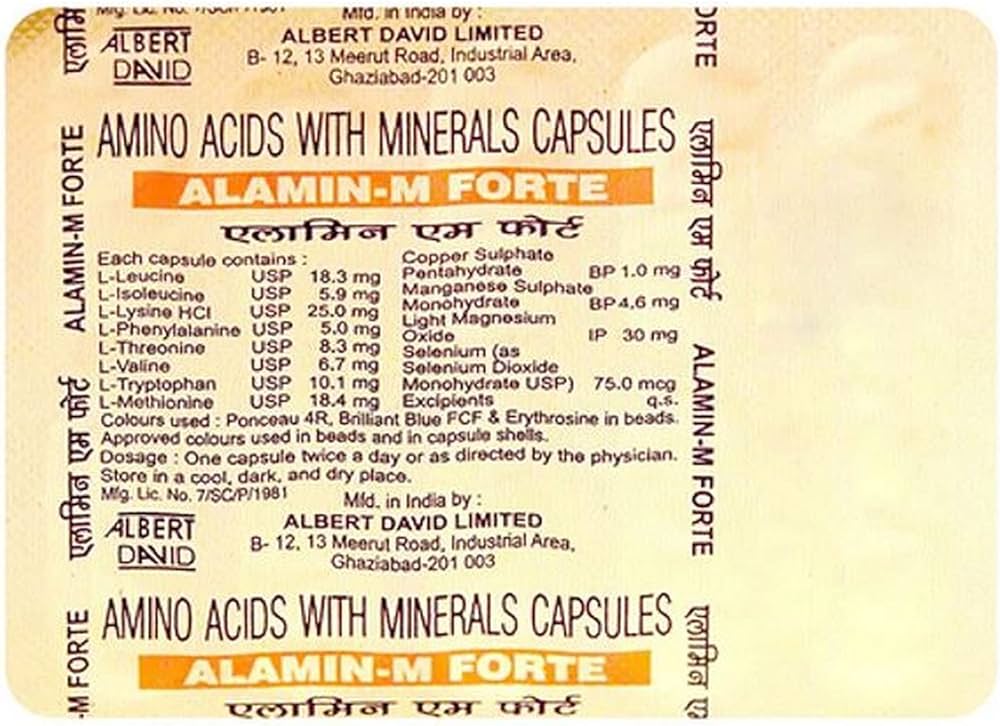 Mfd. in India by :
ALBERT DAVID
ALBERT DAVID LIMITED
B- 12, 13 Meerut Road, Industrial Area,
Ghaziabad-201 003
AMINO ACIDS WITH MINERALS CAPSULES
ALAMIN-M FORTE
एलामिन एम फोर्ट
Each capsule contains :
L-Leucine USP 18.3 mg
L-Isoleucine USP 5.9 mg
L-Lysine HCl USP 25.0 mg
L-Phenylalanine USP 5.0 mg
L-Threonine USP 8.3 mg
L-Valine USP 6.7 mg
L-Tryptophan USP 10.1 mg
L-Methionine USP 18.4 mg
Copper Sulphate
Pentahydrate BP 1.0 mg
Manganese Sulphate
Monohydrate BP 4.6 mg
Light Magnesium
Oxide IP 30 mg
Selenium (as
Selenium Dioxide
Monohydrate USP) 75.0 mcg
Excipients q.s.
Colours used : Ponceau 4R, Brilliant Blue FCF & Erythrosine in beads.
Approved colours used in beads and in capsule shells.
Dosage : One capsule twice a day or as directed by the physician.
Store in a cool, dark, and dry place.
Mfg. Lic. No. 7/SC/P/1981
Mfd. in India by :
ALBERT DAVID
ALBERT DAVID LIMITED
B- 12, 13 Meerut Road, Industrial Area,
Ghaziabad-201 003
AMINO ACIDS WITH MINERALS CAPSULES
ALAMIN-M FORTE
एलामिन एम फोर्ट
एलामि
ALAMIN-M FORTE
एलामिन एम फोर्ट
-M FORTE
ORTE
एलामिन एम फोर्ट
ALAMIN-M FORTE
एलामिन एम